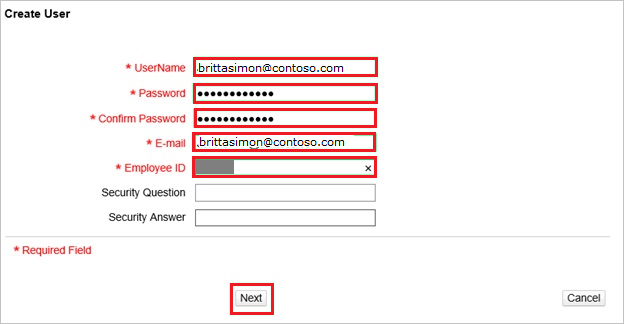 Create User
* UserName brittasimon@contoso.com
* Password ●●●●●●●●●●●●
* Confirm Password ●●●●●●●●●●●●
* E-mail brittasimon@contoso.com
* Employee ID ×
Security Question
Security Answer
* Required Field
Next Cancel